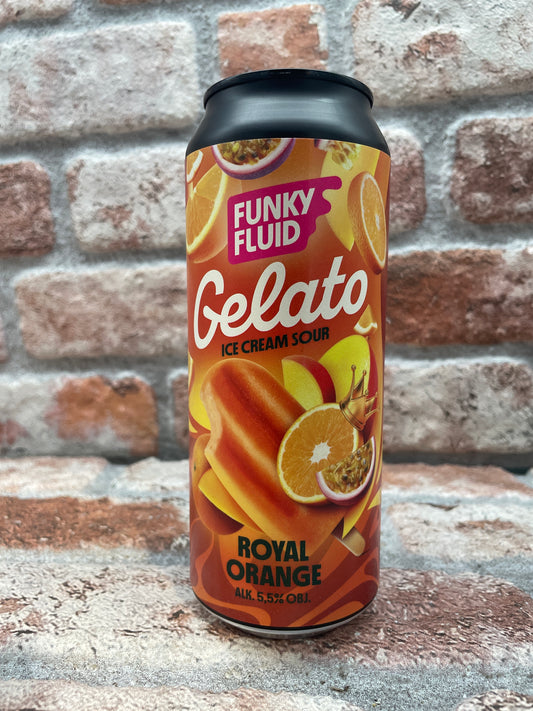 FUNKY
FLUID
Gelato
ICE CREAM SOUR
ROYAL
ORANGE
ALK. 5,5% OBJ.